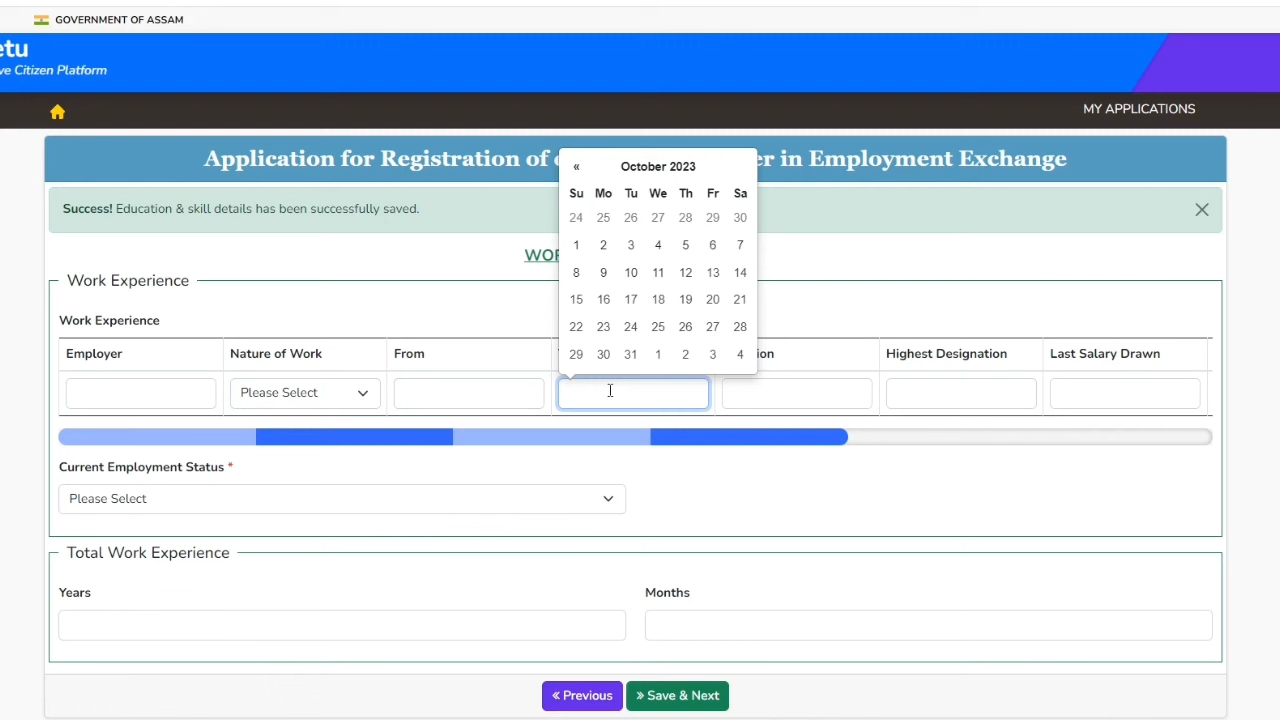 GOVERNMENT OF ASSAM
etu
ve Citizen Platform
MY APPLICATIONS
Application for Registration of er in Employment Exchange
Success! Education & skill details has been successfully saved.
« October 2023
Su Mo Tu We Th Fr Sa
24 25 26 27 28 29 30
1 2 3 4 5 6 7
8 9 10 11 12 13 14
15 16 17 18 19 20 21
22 23 24 25 26 27 28
29 30 31 1 2 3 4
Work Experience
Work Experience
Employer Nature of Work From ion Highest Designation Last Salary Drawn
Please Select
Current Employment Status *
Please Select
Total Work Experience
Years Months
« Previous » Save & Next